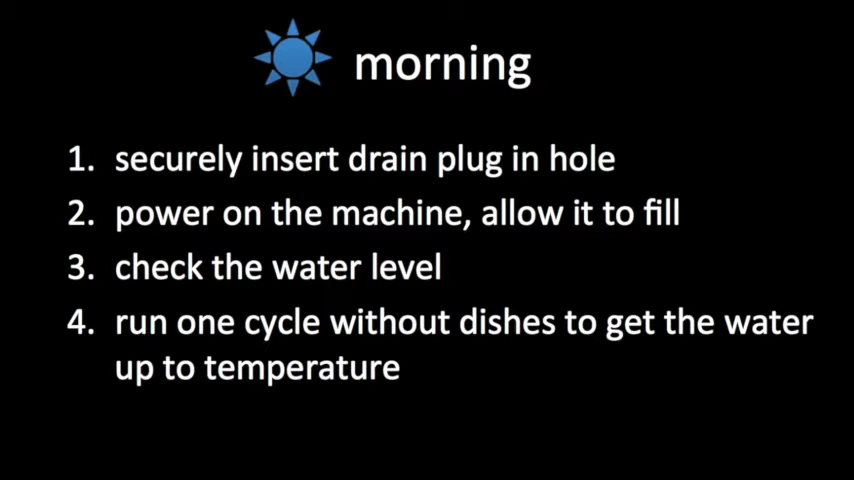 morning
1. securely insert drain plug in hole
2. power on the machine, allow it to fill
3. check the water level
4. run one cycle without dishes to get the water
up to temperature